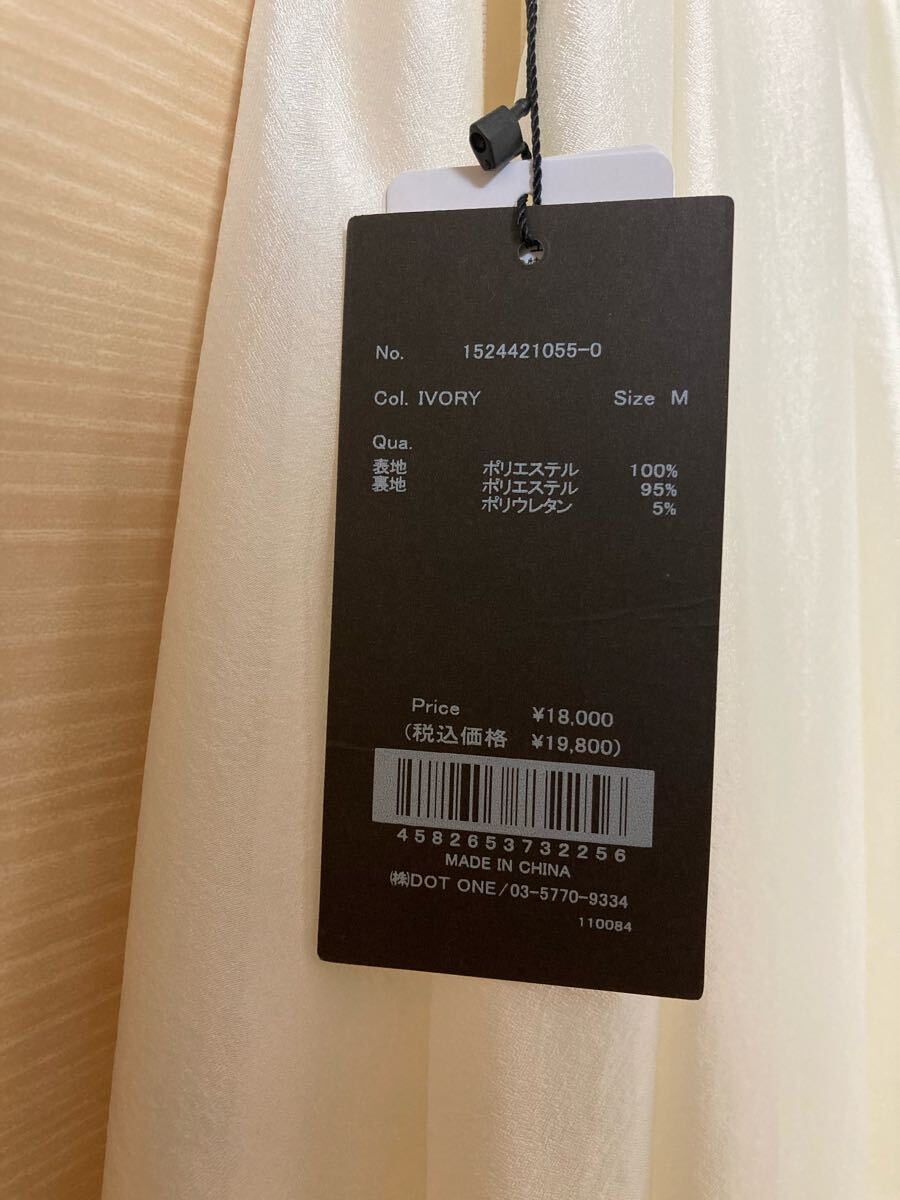 No. 1524421055-0
Col. IVORY Size M
Qua.
表地 ポリエステル 100%
裏地 ポリエステル 95%
ポリウレタン 5%
Price ¥18,000
(税込価格 ¥19,800)
4582653732256
MADE IN CHINA
㈱DOT ONE/03-5770-9334
110084